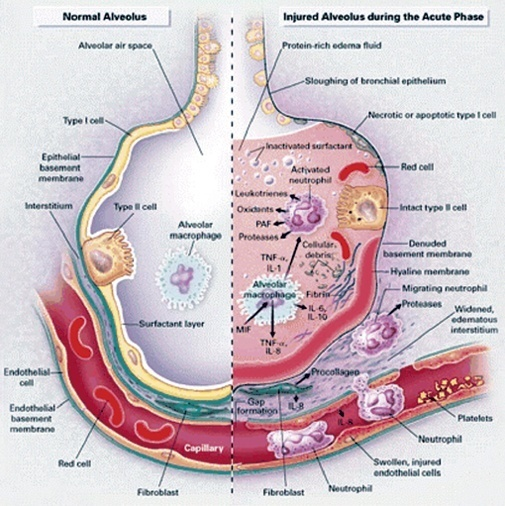 Normal Alveolus
Injured Alveolus during the Acute Phase
Alveolar air space
Protein-rich edema fluid
Sloughing of bronchial epithelium
Necrotic or apoptotic type I cell
Type I cell
Inactivated surfactant
Epithelial
basement
membrane
Red cell
Activated
neutrophil
Leukotrienes
Oxidants
PAF
Proteases
Intact type II cell
Interstitium
Type II cell
Alveolar
macrophage
Cellular
debris
Denuded
basement membrane
TNF-α,
IL-1
Hyaline membrane
Alveolar
macrophage
Fibrin
Migrating neutrophil
Proteases
IL-6,
IL-10
Widened,
edematous
interstitium
Surfactant layer
MIF
TNF-α,
IL-8
Procollagen
Endothelial
cell
Gap
formation
IL-8
IL-8
Endothelial
basement
membrane
Platelets
Neutrophil
Capillary
Red cell
Swollen, injured
endothelial cells
Fibroblast
Fibroblast
Neutrophil